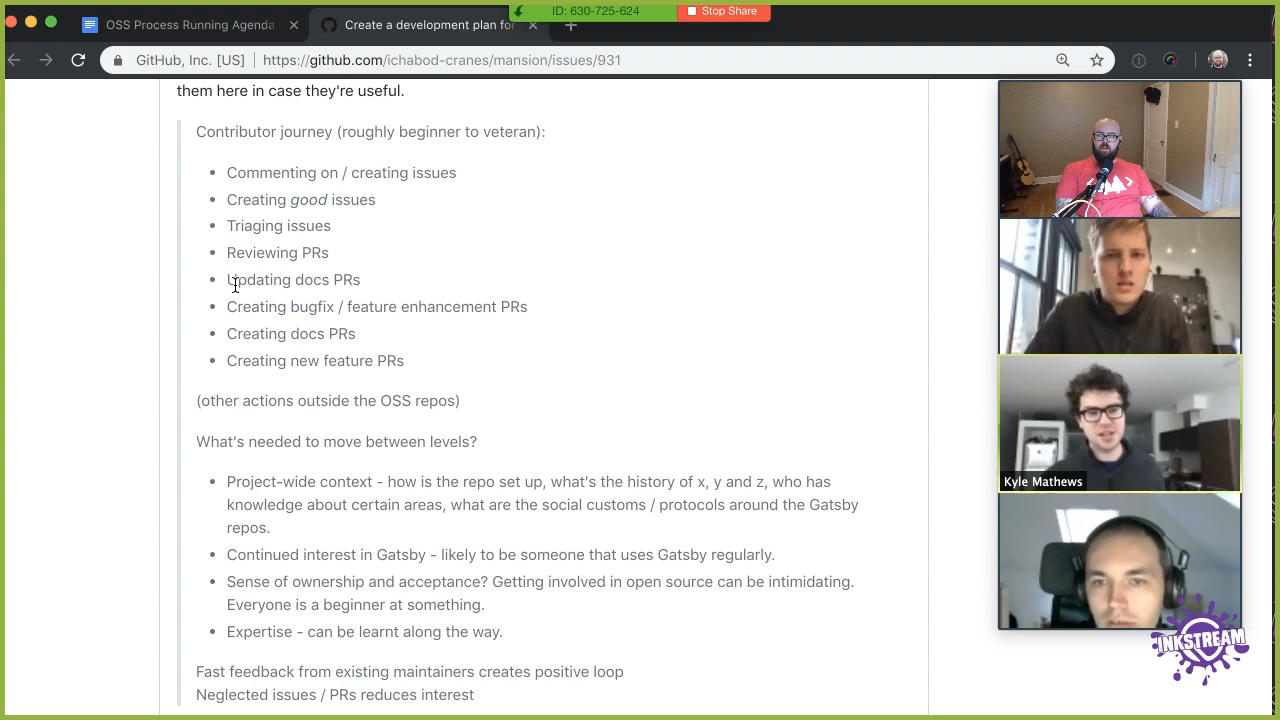 ID: 630-725-624
Stop Share
OSS Process Running Agenda
Create a development plan for
GitHub, Inc. [US]
https://github.com/ichabod-cranes/mansion/issues/931
them here in case they're useful.
Contributor journey (roughly beginner to veteran):
Commenting on / creating issues
Creating good issues
Triaging issues
Reviewing PRs
Updating docs PRs
Creating bugfix / feature enhancement PRs
Creating docs PRs
Creating new feature PRs
(other actions outside the OSS repos)
What's needed to move between levels?
Project-wide context - how is the repo set up, what's the history of x, y and z, who has
knowledge about certain areas, what are the social customs / protocols around the Gatsby
repos.
Continued interest in Gatsby - likely to be someone that uses Gatsby regularly.
Sense of ownership and acceptance? Getting involved in open source can be intimidating.
Everyone is a beginner at something.
Expertise - can be learnt along the way.
Fast feedback from existing maintainers creates positive loop
Neglected issues / PRs reduces interest
Kyle Mathews
INKSTREAM